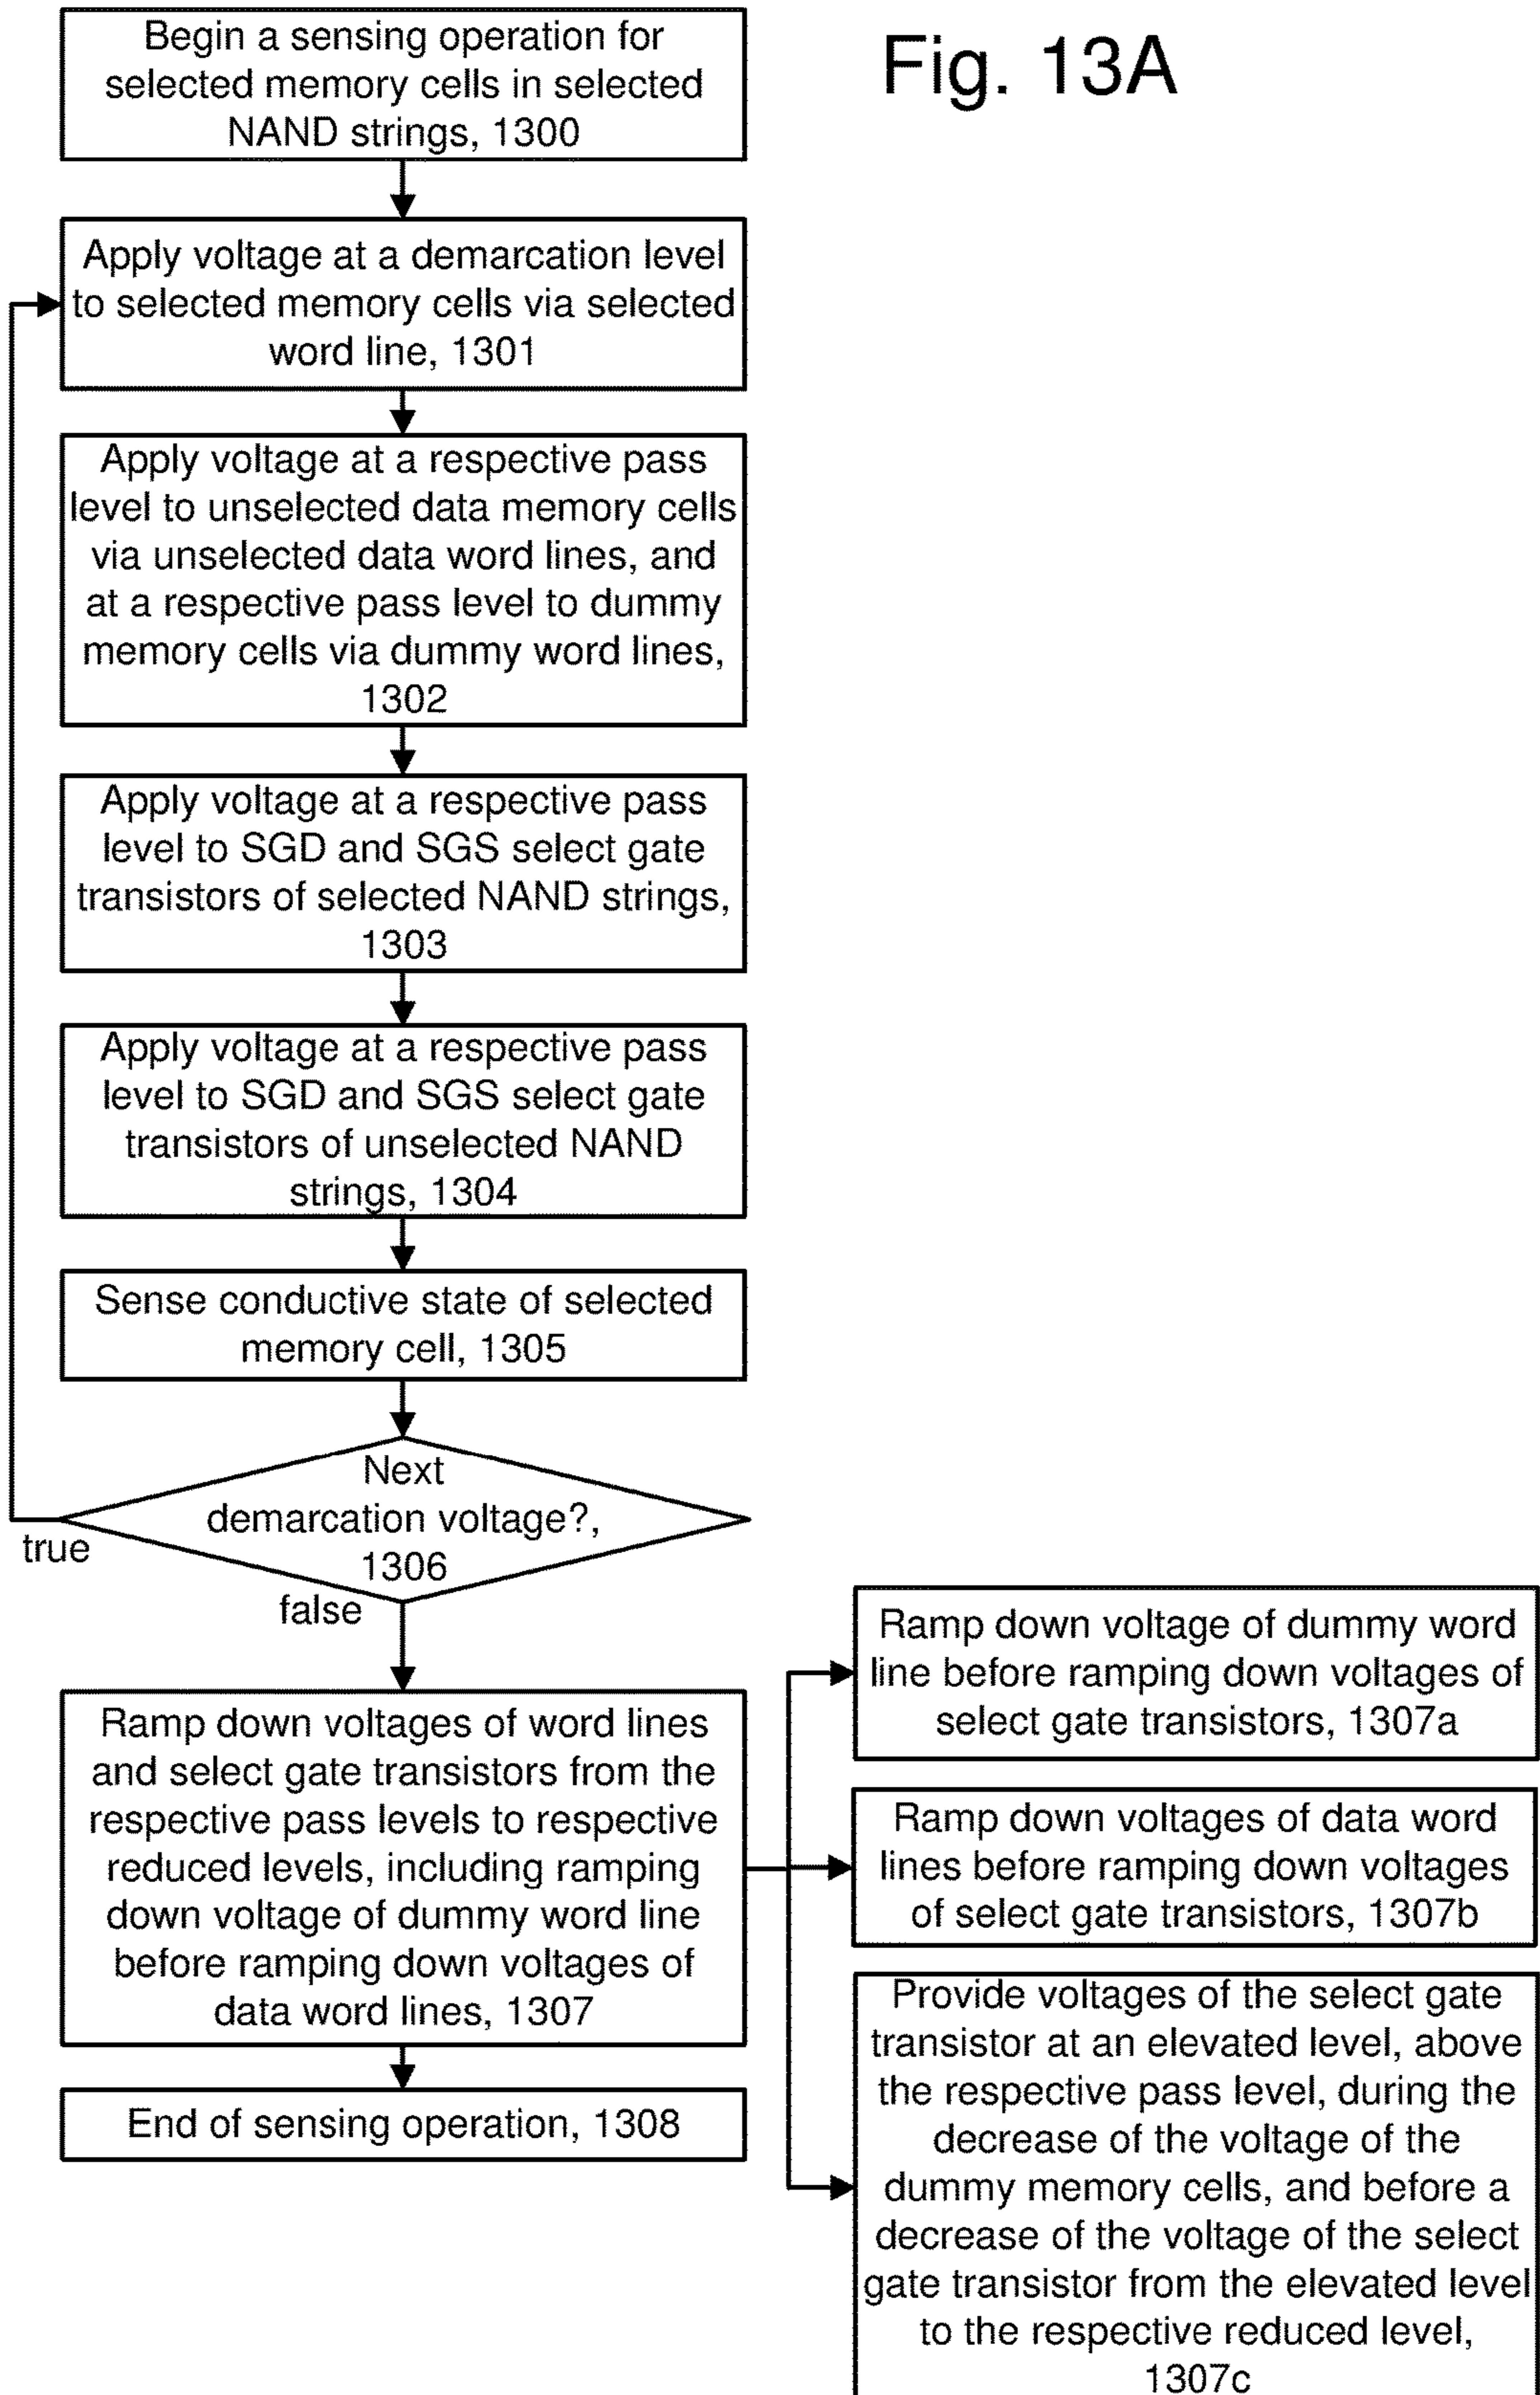 Fig. 13A
Begin a sensing operation for
selected memory cells in selected
NAND strings, 1300
Apply voltage at a demarcation level
to selected memory cells via selected
word line, 1301
Apply voltage at a respective pass
level to unselected data memory cells
via unselected data word lines, and
at a respective pass level to dummy
memory cells via dummy word lines,
1302
Apply voltage at a respective pass
level to SGD and SGS select gate
transistors of selected NAND strings,
1303
Apply voltage at a respective pass
level to SGD and SGS select gate
transistors of unselected NAND
strings, 1304
Sense conductive state of selected
memory cell, 1305
Next
demarcation voltage?,
1306
true
false
Ramp down voltages of word lines
and select gate transistors from the
respective pass levels to respective
reduced levels, including ramping
down voltage of dummy word line
before ramping down voltages of
data word lines, 1307
End of sensing operation, 1308
Ramp down voltage of dummy word
line before ramping down voltages of
select gate transistors, 1307a
Ramp down voltages of data word
lines before ramping down voltages
of select gate transistors, 1307b
Provide voltages of the select gate
transistor at an elevated level, above
the respective pass level, during the
decrease of the voltage of the
dummy memory cells, and before a
decrease of the voltage of the select
gate transistor from the elevated level
to the respective reduced level,
1307c